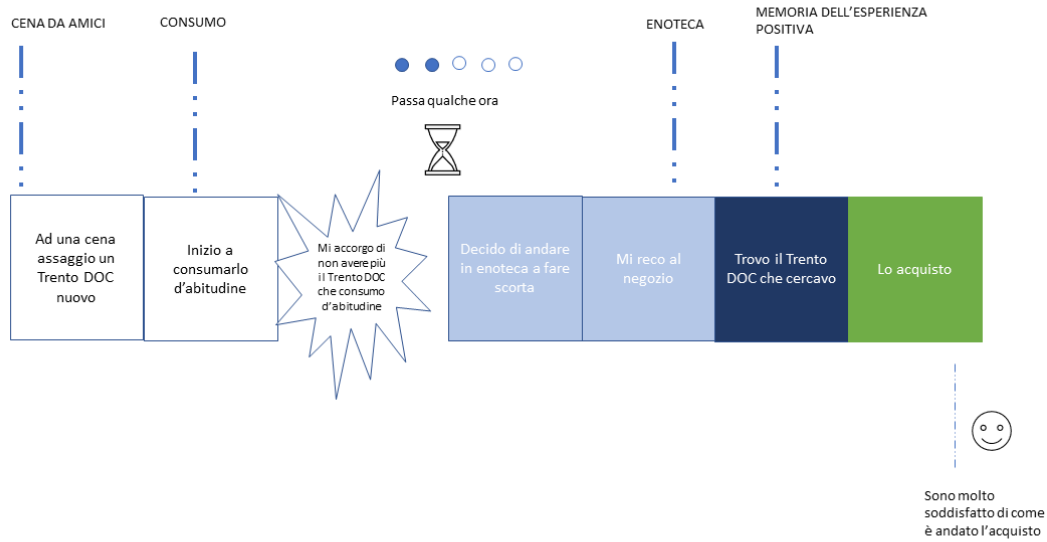 CENA DA AMICI
CONSUMO
ENOTECA
MEMORIA DELL'ESPERIENZA
POSITIVA
Passa qualche ora
Ad una cena
assaggio un
Trento DOC
nuovo
Inizio a
consumarlo
d'abitudine
Mi accorgo di
non avere più
il Trento DOC
che consumo
d'abitudine
Decido di andare
in enoteca a fare
scorta
Mi reco al
negozio
Trovo il Trento
DOC che cercavo
Lo acquisto
Sono molto
soddisfatto di come
è andato l'acquisto